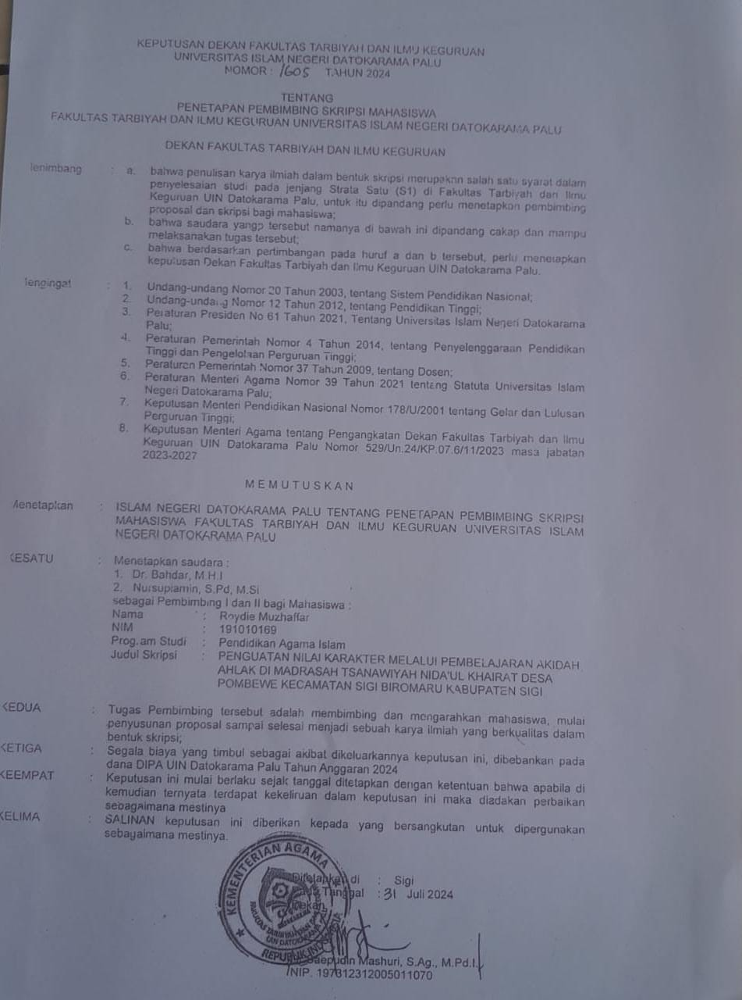 KEPUTUSAN DEKAN FAKULTAS TARBIYAH DAN ILMU KEGURUAN
UNIVERSITAS ISLAM NEGERI DATOKARAMA PALU
NOMOR : 1605 TAHUN 2024
TENTANG
PENETAPAN PEMBIMBING SKRIPSI MAHASISWA
FAKULTAS TARBIYAH DAN ILMU KEGURUAN UNIVERSITAS ISLAM NEGERI DATOKARAMA PALU
DEKAN FAKULTAS TARBIYAH DAN ILMU KEGURUAN
lenimbang : a. bahwa penulisan karya ilmiah dalam bentuk skripsi merupakan salah satu syarat dalam
penyelesaian studi pada jenjang Strata Satu (S1) di Fakultas Tarbiyah dan Ilmu
Keguruan UIN Datokarama Palu, untuk itu dipandang perlu menetapkan pembimbing
proposal dan skripsi bagi mahasiswa;
b. bahwa saudara yangp tersebut namanya di bawah ini dipandang cakap dan mampu
melaksanakan tugas tersebut;
c. bahwa berdasarkan pertimbangan pada huruf a dan b tersebut, perlu menetapkan
keputusan Dekan Fakultas Tarbiyah dan Ilmu Keguruan UIN Datokarama Palu.
lengingat : 1. Undang-undang Nomor 20 Tahun 2003, tentang Sistem Pendidikan Nasional;
2. Undang-undang Nomor 12 Tahun 2012, tentang Pendidikan Tinggi;
3. Peraturan Presiden No 61 Tahun 2021, Tentang Universitas Islam Negeri Datokarama
Palu;
4. Peraturan Pemerintah Nomor 4 Tahun 2014, tentang Penyelenggaraan Pendidikan
Tinggi dan Pengelolaan Perguruan Tinggi;
5. Peraturan Pemerintah Nomor 37 Tahun 2009, tentang Dosen;
6. Peraturan Menteri Agama Nomor 39 Tahun 2021 tentang Statuta Universitas Islam
Negeri Datokarama Palu;
7. Keputusan Menteri Pendidikan Nasional Nomor 178/U/2001 tentang Gelar dan Lulusan
Perguruan Tinggi;
8. Keputusan Menteri Agama tentang Pengangkatan Dekan Fakultas Tarbiyah dan Ilmu
Keguruan UIN Datokarama Palu Nomor 529/Un.24/KP.07.6/11/2023 masa jabatan
2023-2027
MEMUTUSKAN
Menetapkan : ISLAM NEGERI DATOKARAMA PALU TENTANG PENETAPAN PEMBIMBING SKRIPSI
MAHASISWA FAKULTAS TARBIYAH DAN ILMU KEGURUAN UNIVERSITAS ISLAM
NEGERI DATOKARAMA PALU
KESATU : Menetapkan saudara :
1. Dr. Bahdar, M.H.I
2. Nursupiamin, S.Pd, M.Si
sebagai Pembimbing I dan II bagi Mahasiswa :
Nama : Roydie Muzhaffar
NIM : 191010169
Program Studi : Pendidikan Agama Islam
Judul Skripsi : PENGUATAN NILAI KARAKTER MELALUI PEMBELAJARAN AKIDAH
AHLAK DI MADRASAH TSANAWIYAH NIDA'UL KHAIRAT DESA
POMBEWE KECAMATAN SIGI BIROMARU KABUPATEN SIGI
KEDUA : Tugas Pembimbing tersebut adalah membimbing dan mengarahkan mahasiswa, mulai
penyusunan proposal sampai selesai menjadi sebuah karya ilmiah yang berkualitas dalam
bentuk skripsi;
KETIGA : Segala biaya yang timbul sebagai akibat dikeluarkannya keputusan ini, dibebankan pada
dana DIPA UIN Datokarama Palu Tahun Anggaran 2024
KEEMPAT : Keputusan ini mulai berlaku sejak tanggal ditetapkan dengan ketentuan bahwa apabila di
kemudian ternyata terdapat kekeliruan dalam keputusan ini maka diadakan perbaikan
sebagaimana mestinya
KELIMA : SALINAN keputusan ini diberikan kepada yang bersangkutan untuk dipergunakan
sebagaimana mestinya.
KEMENTERIAN AGAMA
REPUBLIK INDONESIA
Ditetapkan di : Sigi
Pada Tanggal : 31 Juli 2024
Dekan
Saepudin Mashuri, S.Ag., M.Pd.I.
NIP. 197312312005011070